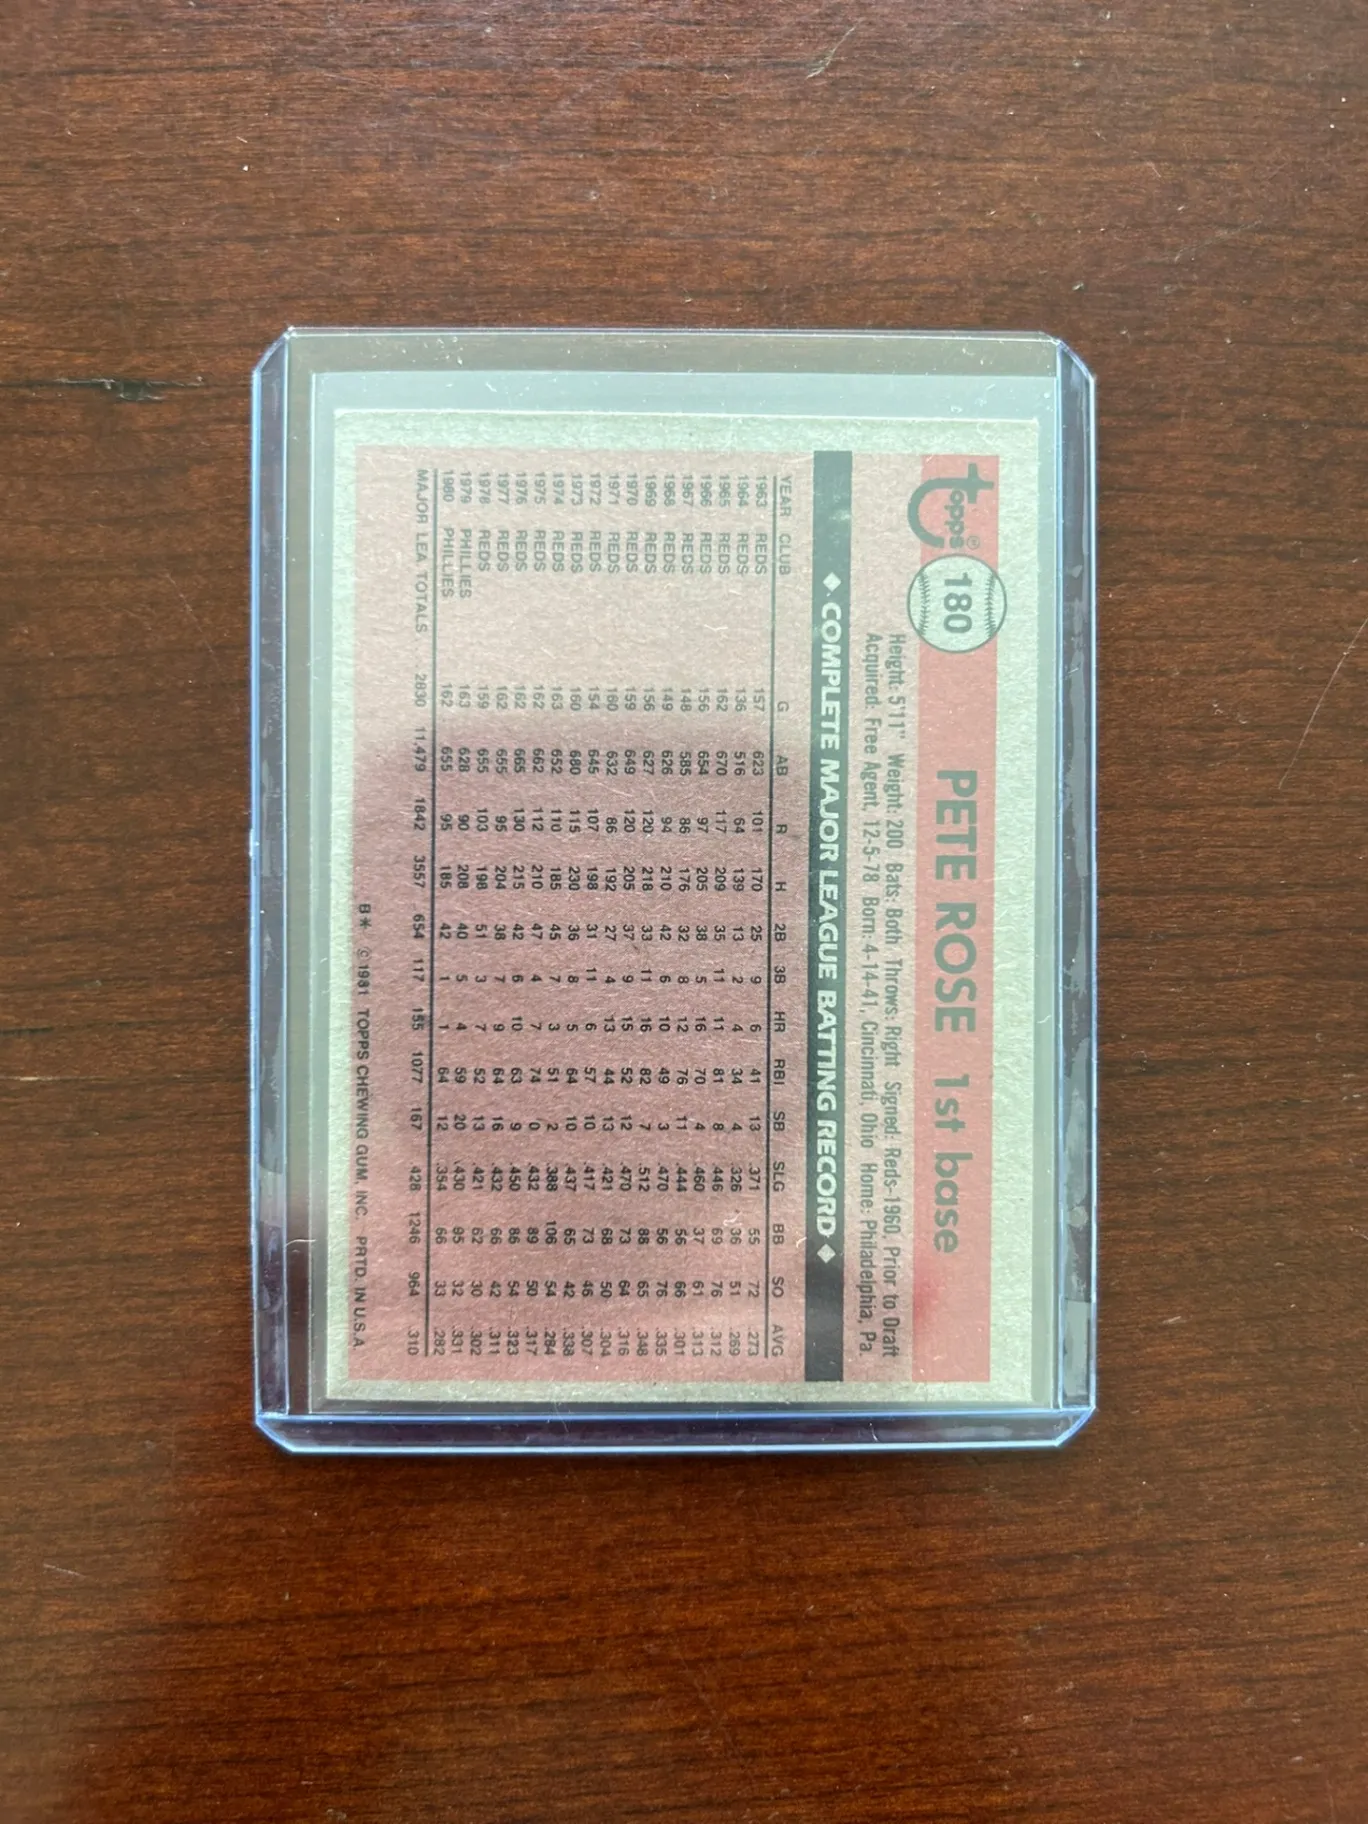 topps
180
PETE ROSE 1st base
Height: 5'11" Weight: 200 Bats: Both Throws: Right Signed: Reds-1960, Prior to Draft
Acquired: Free Agent, 12-5-78 Born: 4-14-41, Cincinnati, Ohio Home: Philadelphia, Pa.
◆ COMPLETE MAJOR LEAGUE BATTING RECORD ◆
YEAR CLUB G AB R H 2B 3B HR RBI SB SLG BB SO AVG
1963 REDS 157 623 101 170 25 9 6 41 13 .371 55 72 .273
1964 REDS 136 516 64 139 13 2 4 34 4 .326 36 51 .269
1965 REDS 162 670 117 209 35 11 11 81 8 .446 69 76 .312
1966 REDS 156 654 97 205 38 5 16 70 4 .460 37 61 .313
1967 REDS 148 585 86 176 32 8 12 76 11 .444 56 66 .301
1968 REDS 149 626 94 210 42 6 10 49 3 .470 56 76 .335
1969 REDS 156 627 120 218 33 11 16 82 7 .512 88 65 .348
1970 REDS 159 649 120 205 37 9 15 52 12 .470 73 64 .316
1971 REDS 160 632 86 192 27 4 13 44 13 .421 68 50 .304
1972 REDS 154 645 107 198 31 11 6 57 10 .417 73 46 .307
1973 REDS 160 680 115 230 36 8 5 64 10 .437 65 42 .338
1974 REDS 163 652 110 185 45 7 3 51 2 .388 106 54 .284
1975 REDS 162 662 112 210 47 4 7 74 0 .432 89 50 .317
1976 REDS 162 665 130 215 42 6 10 63 9 .450 86 54 .323
1977 REDS 162 655 95 204 38 7 9 64 16 .432 66 42 .311
1978 REDS 159 655 103 198 51 3 7 52 13 .421 62 30 .302
1979 PHILLIES 163 628 90 208 40 5 4 59 20 .430 95 32 .331
1980 PHILLIES 162 655 95 185 42 1 1 64 12 .354 66 33 .282
MAJOR LEA. TOTALS . . 2830 11,479 1842 3557 654 117 155 1077 167 .428 1246 964 .310
B* © 1981 TOPPS CHEWING GUM, INC. PRTD. IN U.S.A.